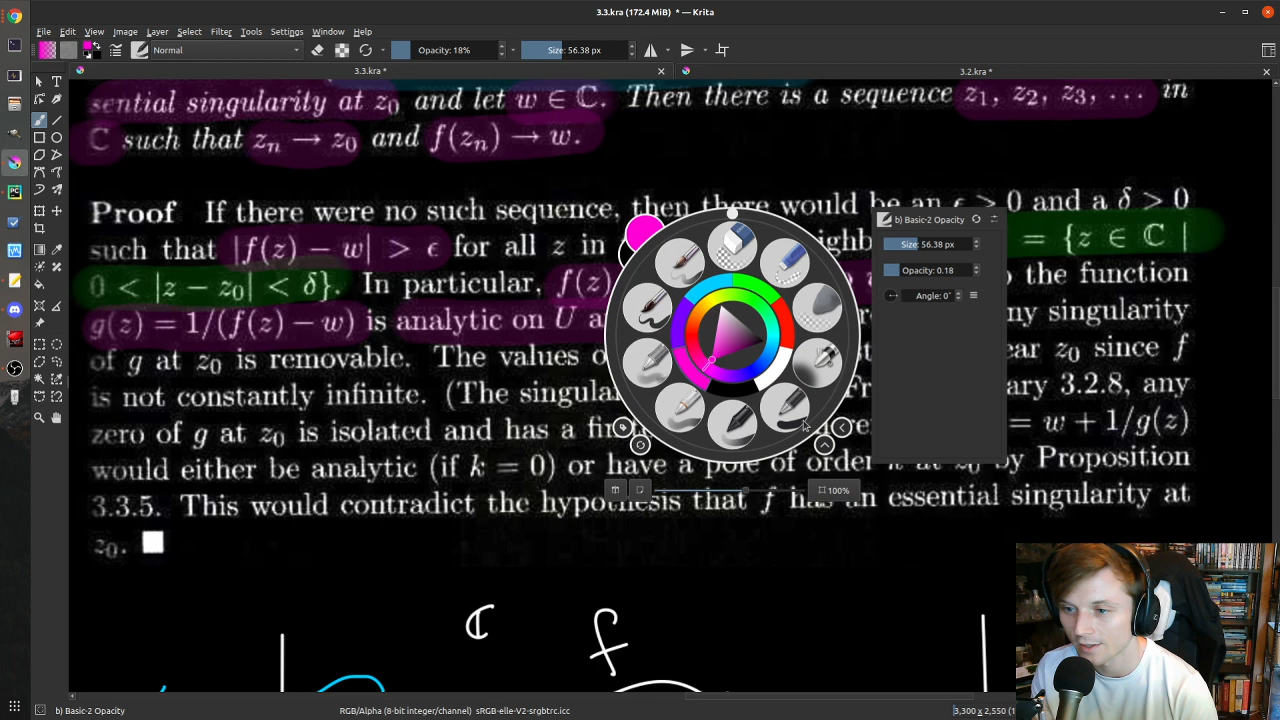 3.3.kra (172.4 MiB) * — Krita
File Edit View Image Layer Select Filter Tools Settings Window Help
Normal Opacity: 18% Size: 56.38 px
3.3.kra * 3.2.kra *
sential singularity at z₀ and let w ∈ ℂ. Then there is a sequence z₁, z₂, z₃, ... in
ℂ such that zₙ → z₀ and f(zₙ) → w.
Proof If there were no such sequence, then there would be an ϵ > 0 and a δ > 0
such that |f(z) − w| > ϵ for all z in = {z ∈ ℂ |
0 < |z − z₀| < δ}. In particular, f(z) the function
g(z) = 1/(f(z) − w) is analytic on U ny singularity
of g at z₀ is removable. The values ear z₀ since f
is not constantly infinite. (The singular ary 3.2.8, any
zero of g at z₀ is isolated and has a = w + 1/g(z)
would either be analytic (if k = 0) or have a pole of order at z₀ by Proposition
3.3.5. This would contradict the hypothesis that f has an essential singularity at
z₀.
b) Basic-2 Opacity
Size: 56.38 px
Opacity: 0.18
Angle: 0°
100%
ℂ f
b) Basic-2 Opacity RGB/Alpha (8-bit integer/channel) sRGB-elle-V2-srgbtrc.icc 3,300 x 2,550